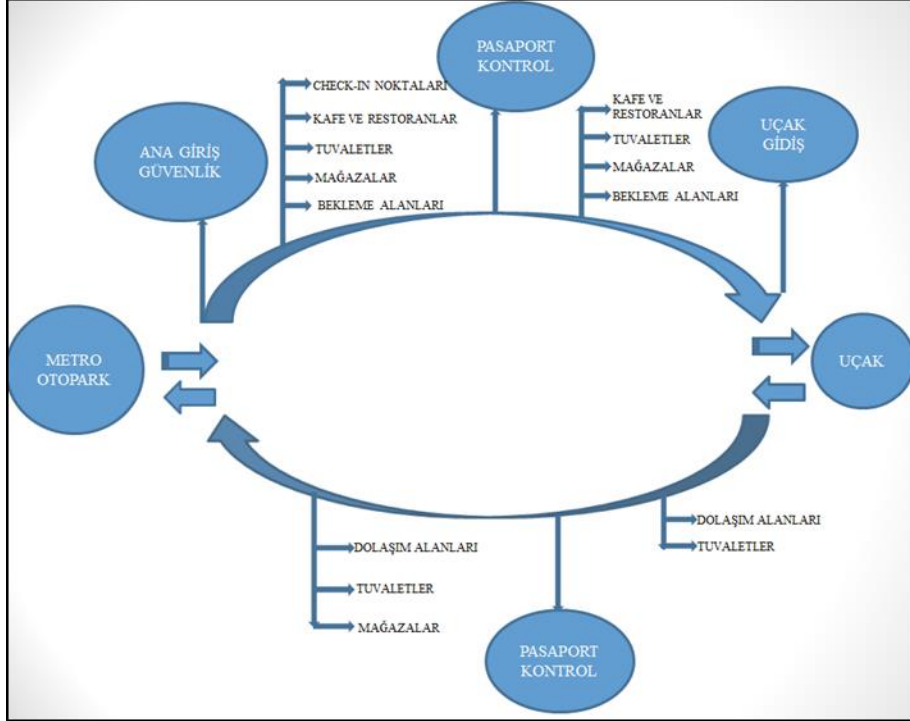 PASAPORT
KONTROL
CHECK-IN NOKTALARI
KAFE VE RESTORANLAR
TUVALETLER
MAĞAZALAR
BEKLEME ALANLARI
KAFE VE
RESTORANLAR
TUVALETLER
MAĞAZALAR
BEKLEME ALANLARI
UÇAK
GİDİŞ
ANA GİRİŞ
GÜVENLİK
METRO
OTOPARK
UÇAK
DOLAŞIM ALANLARI
TUVALETLER
MAĞAZALAR
DOLAŞIM ALANLARI
TUVALETLER
PASAPORT
KONTROL